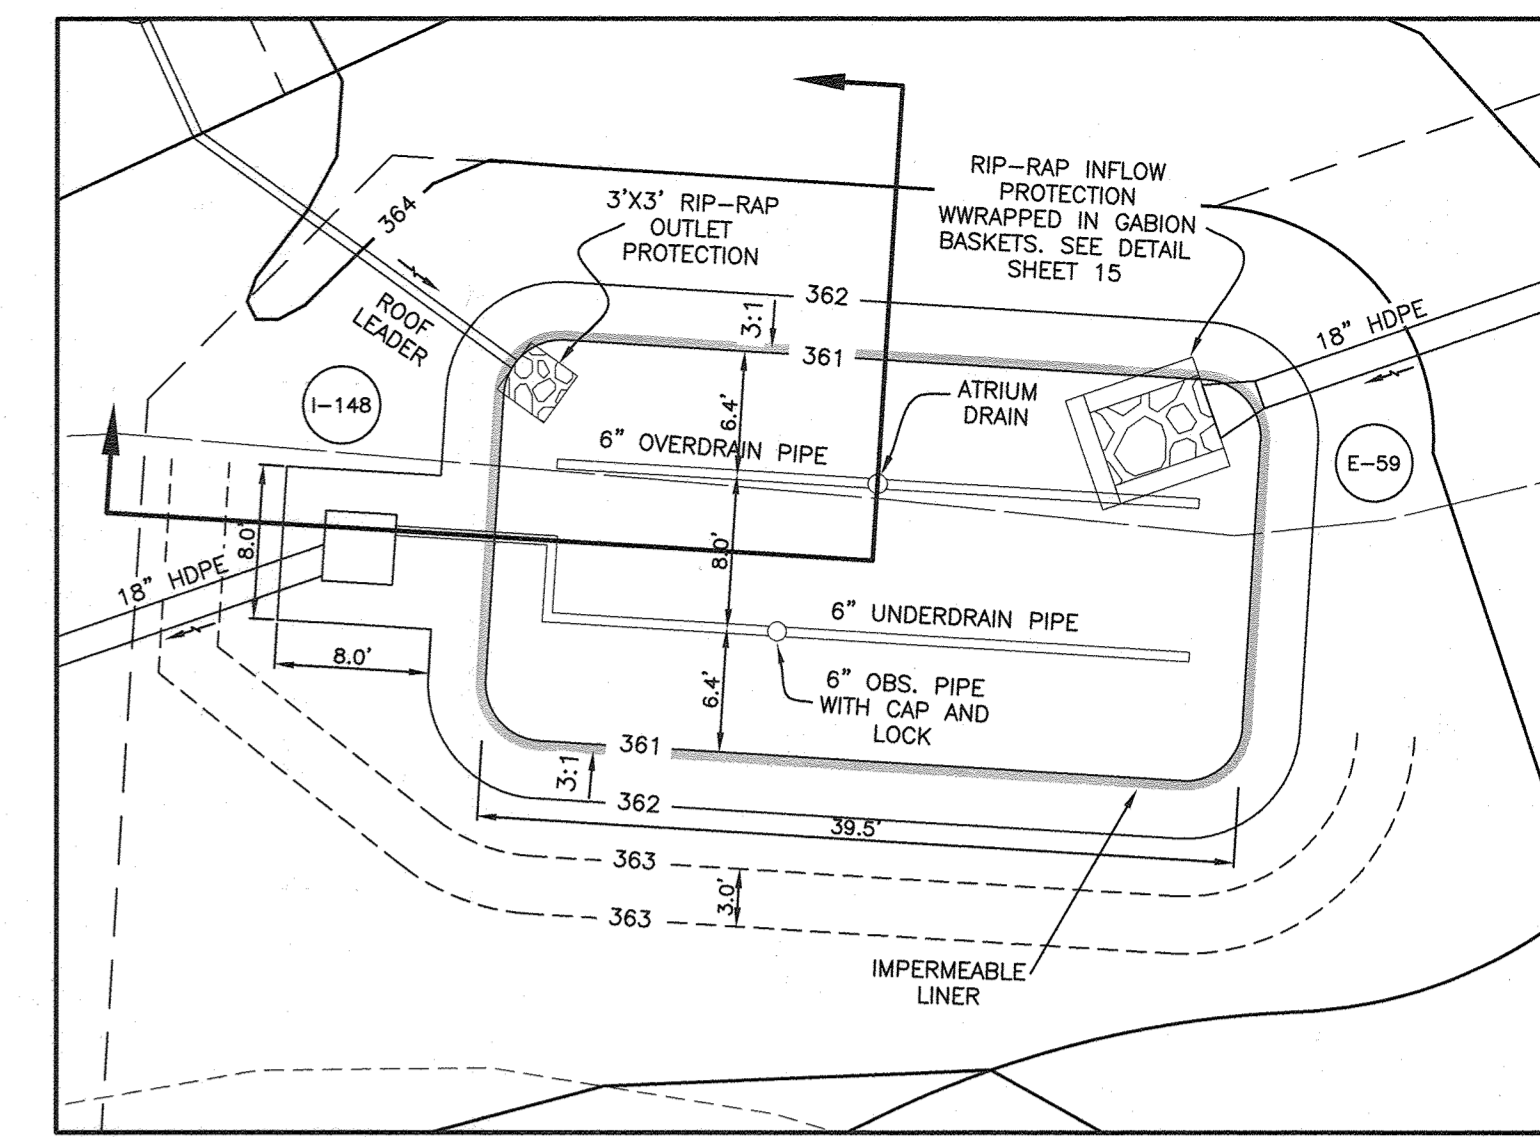 RIP-RAP INFLOW
PROTECTION
WWRAPPED IN GABION
BASKETS. SEE DETAIL
SHEET 15
3'X3' RIP-RAP
OUTLET
PROTECTION
364
ROOF
LEADER
362
3:1
361
18" HDPE
I-148
ATRIUM
DRAIN
6.4'
6" OVERDRAIN PIPE
E-59
8.0'
8.0'
18" HDPE
6" UNDERDRAIN PIPE
8.0'
6.4'
6" OBS. PIPE
WITH CAP AND
LOCK
361
3:1
362
39.5'
363
3.0'
363
IMPERMEABLE
LINER